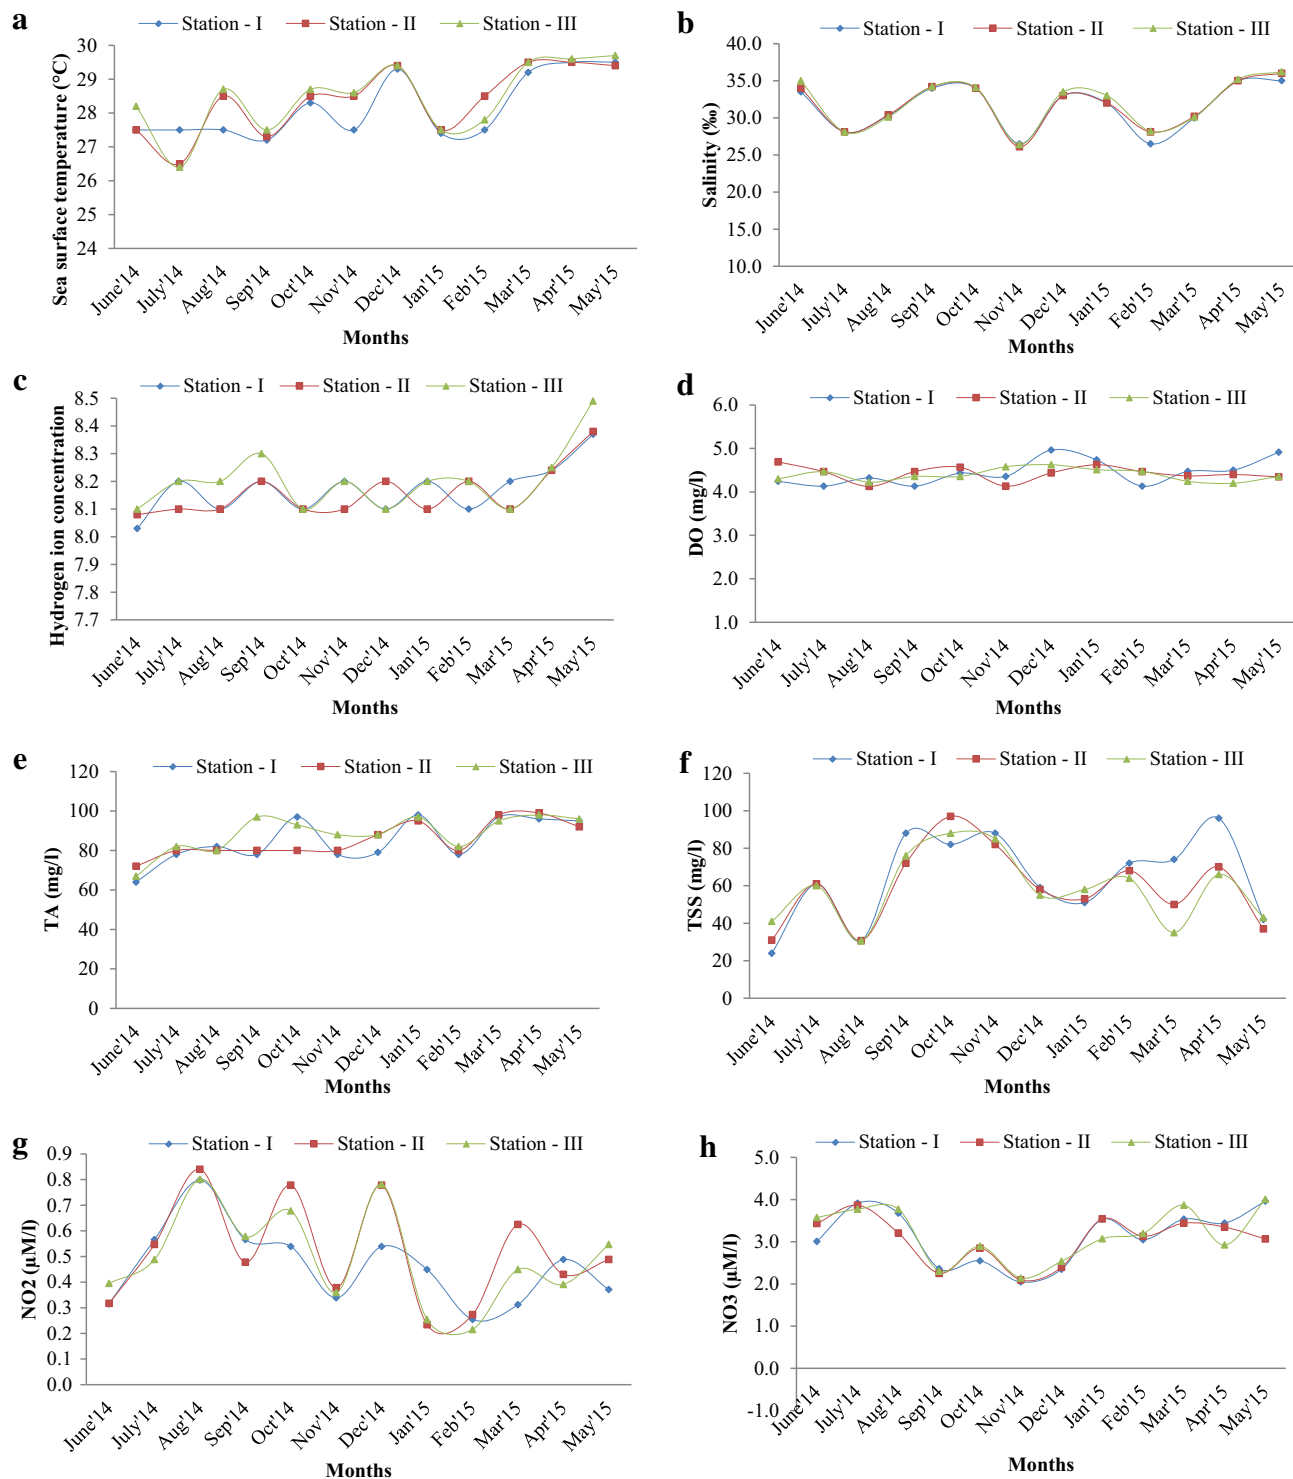 a
Station - I Station - II Station - III
30
29
28
27
26
25
24
Sea surface temperature (°C)
June'14 July'14 Aug'14 Sep'14 Oct'14 Nov'14 Dec'14 Jan'15 Feb'15 Mar'15 Apr'15 May'15
Months
b
Station - I Station - II Station - III
40.0
35.0
30.0
25.0
20.0
15.0
10.0
Salinity (‰)
June'14 July'14 Aug'14 Sep'14 Oct'14 Nov'14 Dec'14 Jan'15 Feb'15 Mar'15 Apr'15 May'15
Months
c
Station - I Station - II Station - III
8.5
8.4
8.3
8.2
8.1
8.0
7.9
7.8
7.7
Hydrogen ion concentration
June'14 July'14 Aug'14 Sep'14 Oct'14 Nov'14 Dec'14 Jan'15 Feb'15 Mar'15 Apr'15 May'15
Months
d
Station - I Station - II Station - III
6.0
5.0
4.0
3.0
2.0
1.0
DO (mg/l)
June'14 July'14 Aug'14 Sep'14 Oct'14 Nov'14 Dec'14 Jan'15 Feb'15 Mar'15 Apr'15 May'15
Months
e
Station - I Station - II Station - III
120
100
80
60
40
20
0
TA (mg/l)
June'14 July'14 Aug'14 Sep'14 Oct'14 Nov'14 Dec'14 Jan'15 Feb'15 Mar'15 Apr'15 May'15
Months
f
Station - I Station - II Station - III
120
100
80
60
40
20
0
TSS (mg/l)
June'14 July'14 Aug'14 Sep'14 Oct'14 Nov'14 Dec'14 Jan'15 Feb'15 Mar'15 Apr'15 May'15
Months
g
Station - I Station - II Station - III
0.9
0.8
0.7
0.6
0.5
0.4
0.3
0.2
0.1
0.0
NO2 (µM/l)
June'14 July'14 Aug'14 Sep'14 Oct'14 Nov'14 Dec'14 Jan'15 Feb'15 Mar'15 Apr'15 May'15
Months
h
Station - I Station - II Station - III
5.0
4.0
3.0
2.0
1.0
0.0
-1.0
NO3 (µM/l)
June'14 July'14 Aug'14 Sep'14 Oct'14 Nov'14 Dec'14 Jan'15 Feb'15 Mar'15 Apr'15 May'15
Months